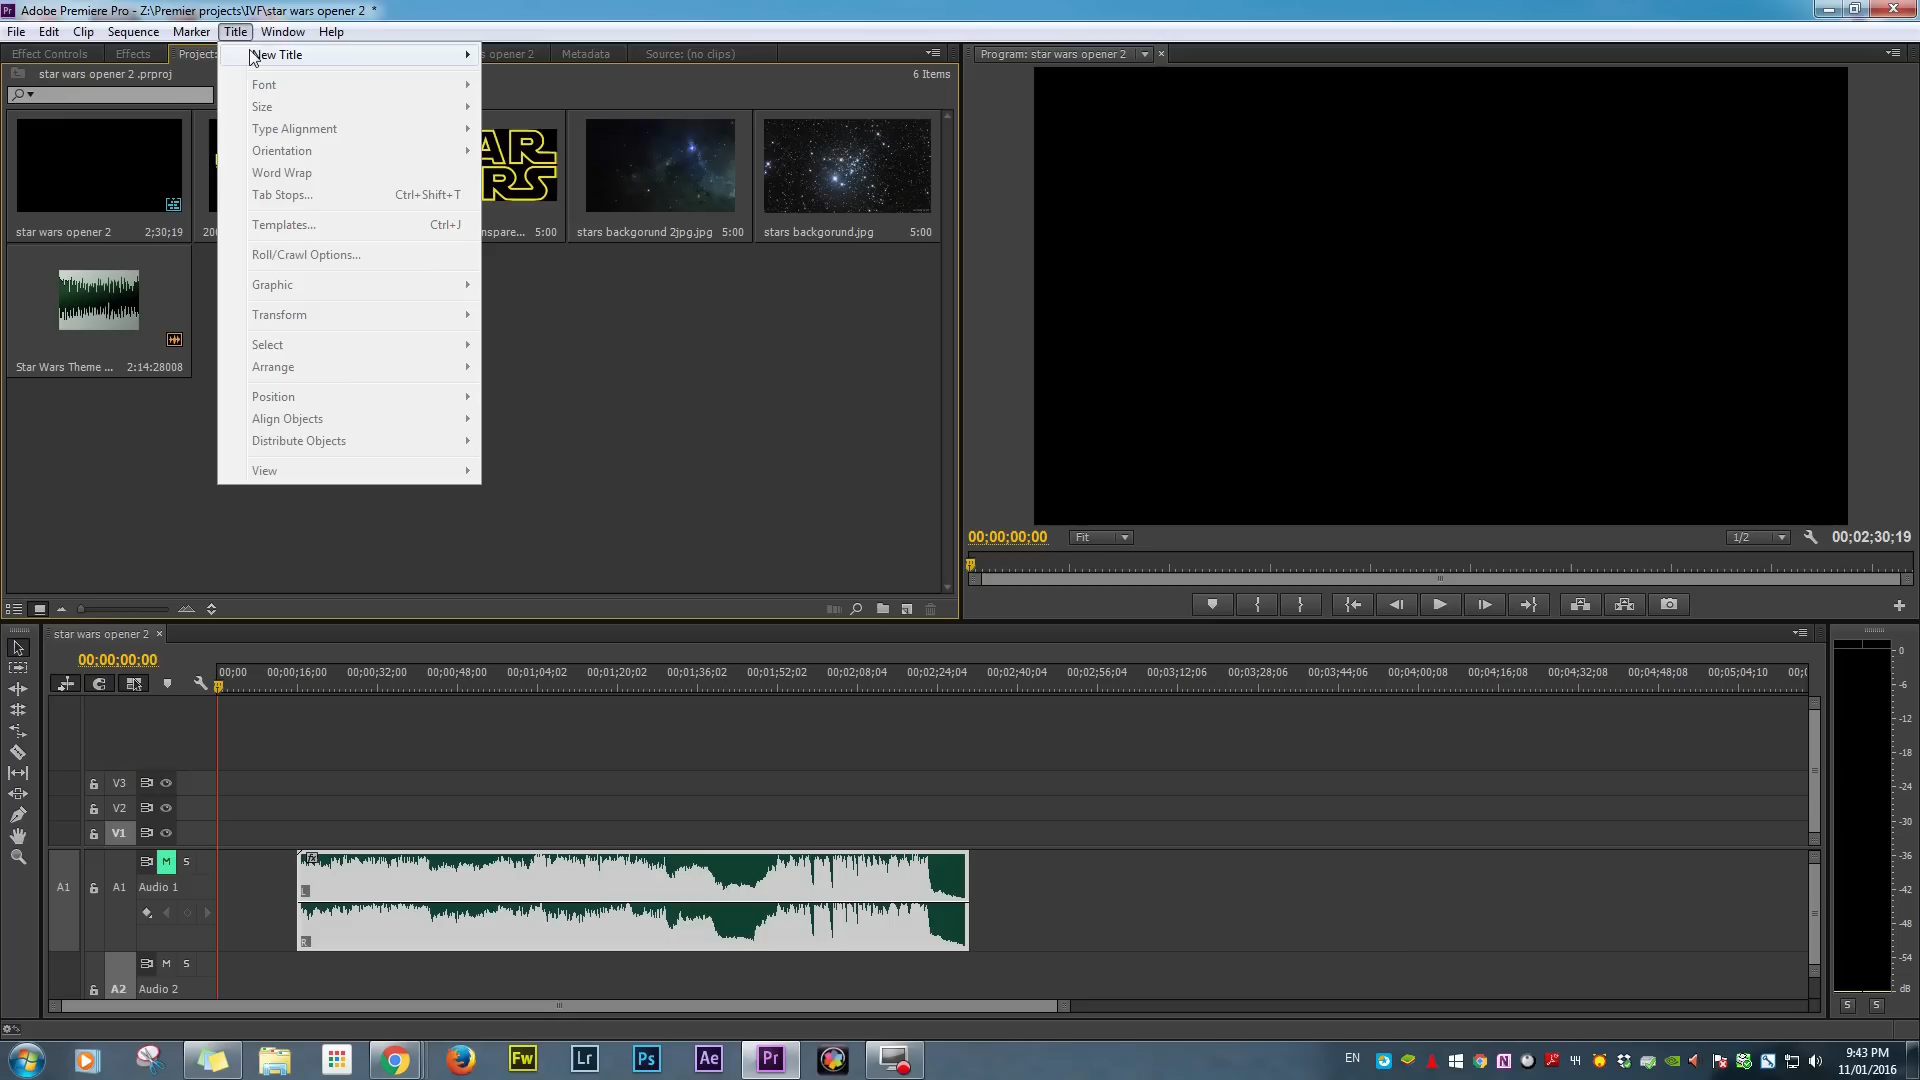 Adobe Premiere Pro - Z:\Premier projects\IVF\star wars opener 2 *
File Edit Clip Sequence Marker Title Window Help
Effect Controls Effects Project: s opener 2 Metadata Source: (no clips)
Program: star wars opener 2
star wars opener 2 .prproj
6 Items
New Title
Font
Size
Type Alignment
Orientation
Word Wrap
Tab Stops... Ctrl+Shift+T
Templates... Ctrl+J
Roll/Crawl Options...
Graphic
Transform
Select
Arrange
Position
Align Objects
Distribute Objects
View
AR
RS
star wars opener 2 2;30;19
200
nspare... 5:00
stars backgorund 2jpg.jpg 5:00
stars backgorund.jpg 5:00
Star Wars Theme ... 2:14:28008
00;00;00;00 Fit 1/2 00;02;30;19
star wars opener 2
00;00;00;00
00;00 00;00;16;00 00;00;32;00 00;00;48;00 00;01;04;02 00;01;20;02 00;01;36;02 00;01;52;02 00;02;08;04 00;02;24;04 00;02;40;04 00;02;56;04 00;03;12;06 00;03;28;06 00;03;44;06 00;04;00;08 00;04;16;08 00;04;32;08 00;04;48;08 00;05;04;10 00;0
V3
V2
V1
M S
A1 A1 Audio 1
L
R
M S
A2 Audio 2
0
-6
-12
-18
-24
-30
-36
-42
-48
-54
dB
S S
Fw Lr Ps Ae Pr
EN
9:43 PM
11/01/2016